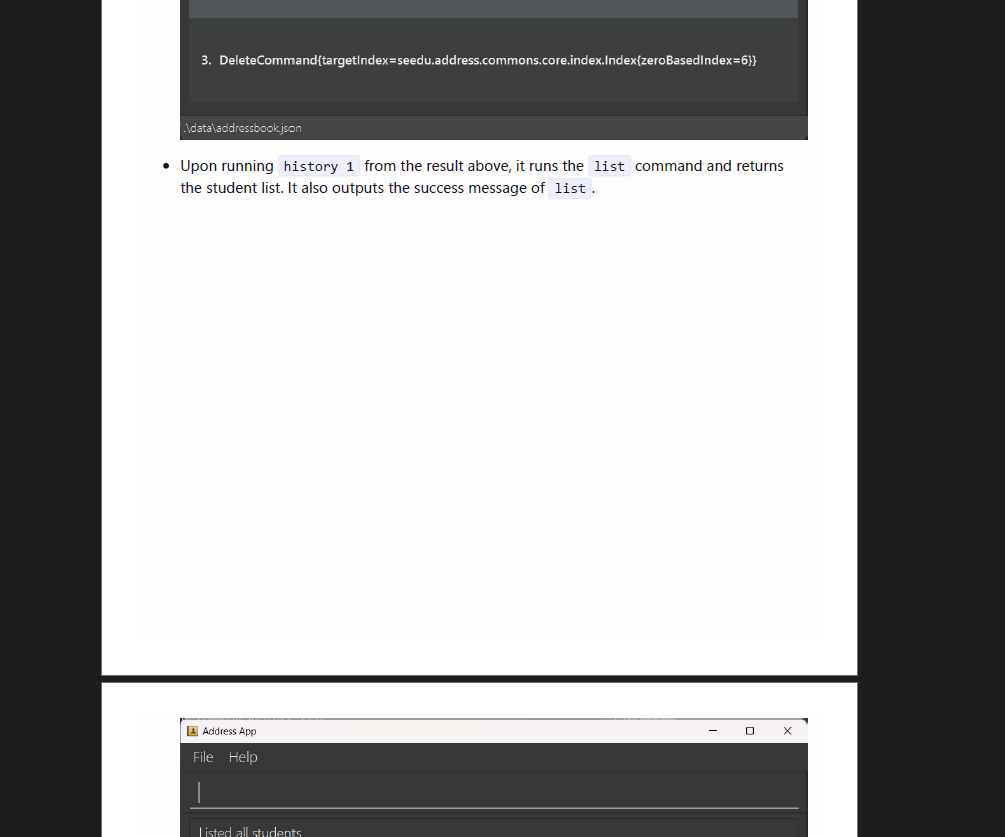 3. DeleteCommand{targetIndex=seedu.address.commons.core.index.Index{zeroBasedIndex=6}}
.\data\addressbook.json
• Upon running history 1 from the result above, it runs the list command and returns
the student list. It also outputs the success message of list.
Address App
File Help
Listed all students